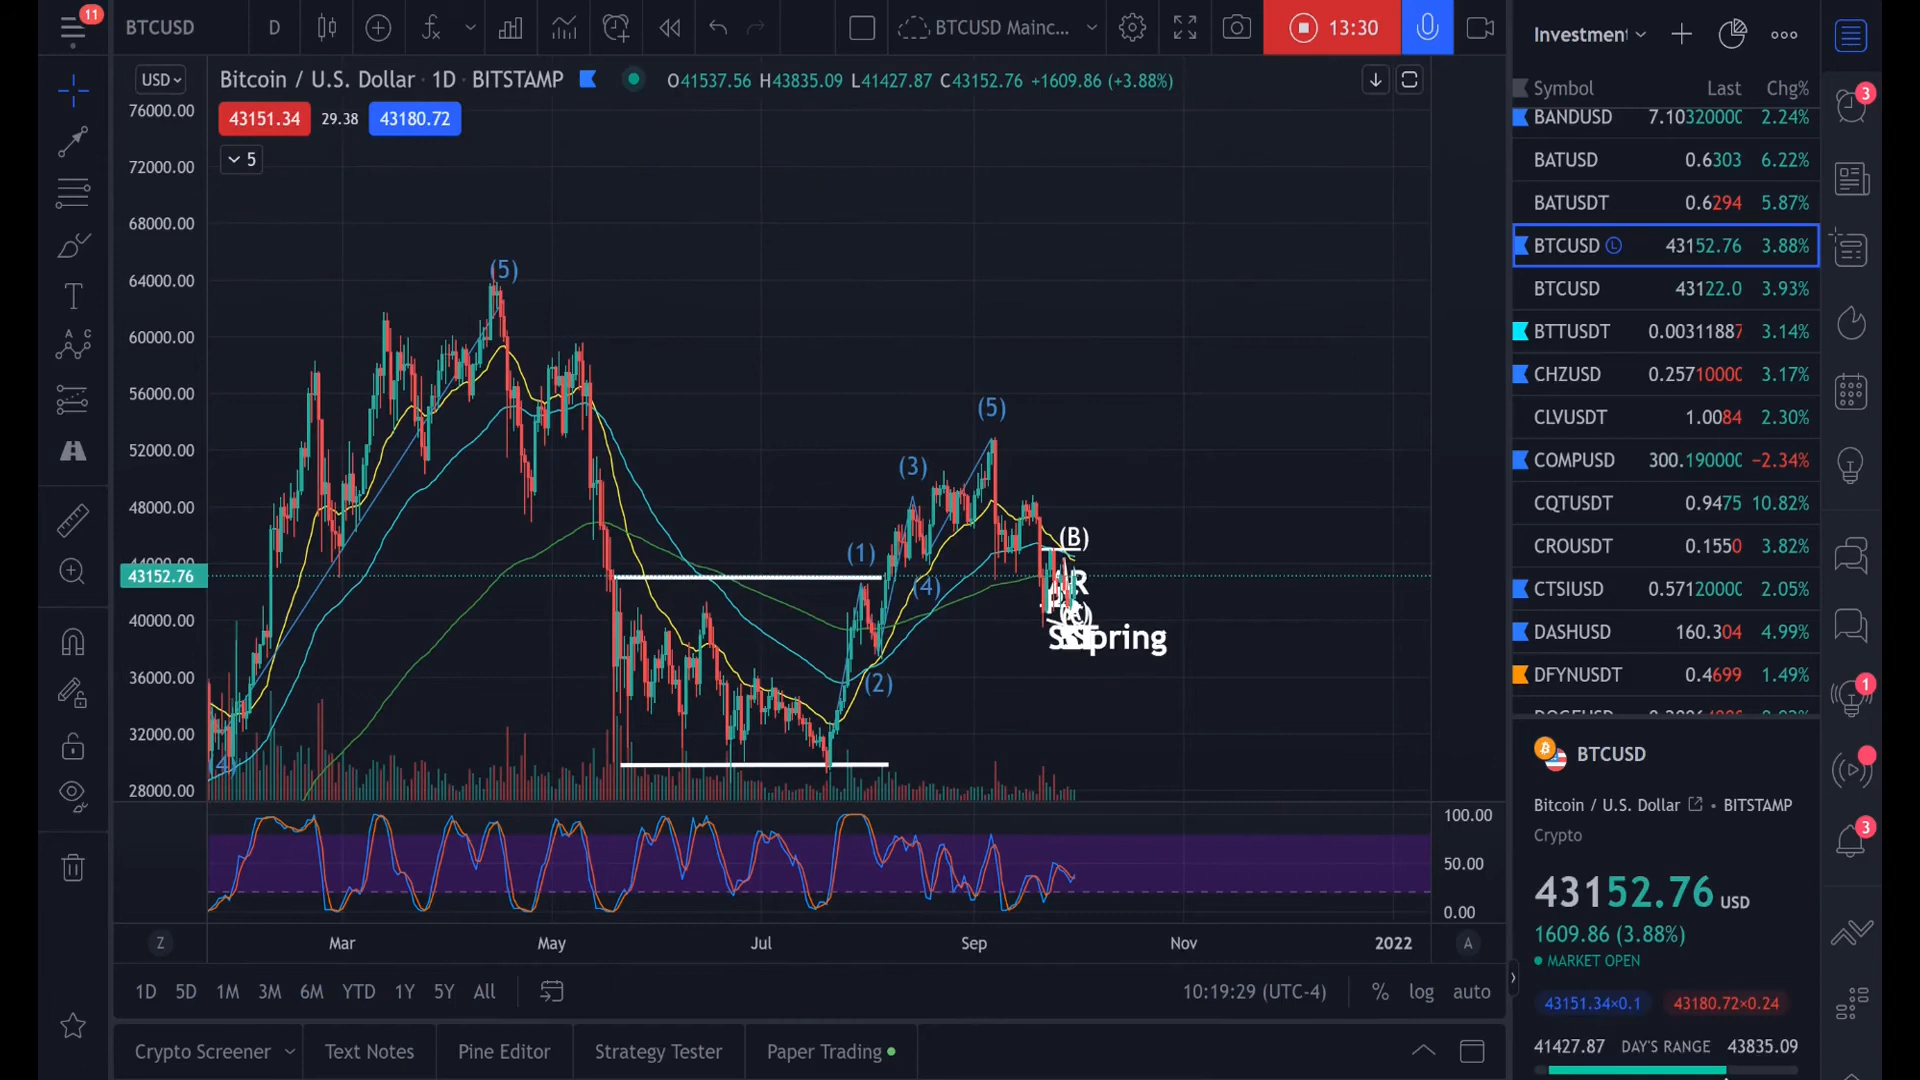 11
BTCUSD
D
BTCUSD Mainc...
13:30
USD
Bitcoin / U.S. Dollar · 1D · BITSTAMP
O41537.56 H43835.09 L41427.87 C43152.76 +1609.86 (+3.88%)
43151.34
29.38
43180.72
5
76000.00
72000.00
68000.00
64000.00
60000.00
56000.00
52000.00
48000.00
43152.76
40000.00
36000.00
32000.00
28000.00
(5)
(5)
(3)
(1)
(4)
(2)
(B)
Spring
100.00
50.00
0.00
Z
Mar
May
Jul
Sep
Nov
2022
A
1D 5D 1M 3M 6M YTD 1Y 5Y All
10:19:29 (UTC-4)
% log auto
Crypto Screener
Text Notes
Pine Editor
Strategy Tester
Paper Trading
Symbol Last Chg%
BANDUSD 2.24%
BATUSD 0.6303 6.22%
BATUSDT 0.6294 5.87%
BTCUSD L 43152.76 3.88%
BTCUSD 43122.0 3.93%
BTTUSDT 0.00311887 3.14%
CHZUSD 3.17%
CLVUSDT 1.0084 2.30%
COMPUSD −2.34%
CQTUSDT 0.9475 10.82%
CROUSDT 0.1550 3.82%
CTSIUSD 2.05%
DASHUSD 160.304 4.99%
DFYNUSDT 0.4699 1.49%
BTCUSD
Bitcoin / U.S. Dollar • BITSTAMP
Crypto
43152.76 USD
1609.86 (3.88%)
MARKET OPEN
43151.34×0.1
43180.72×0.24
41427.87 DAY'S RANGE 43835.09
3
1
3